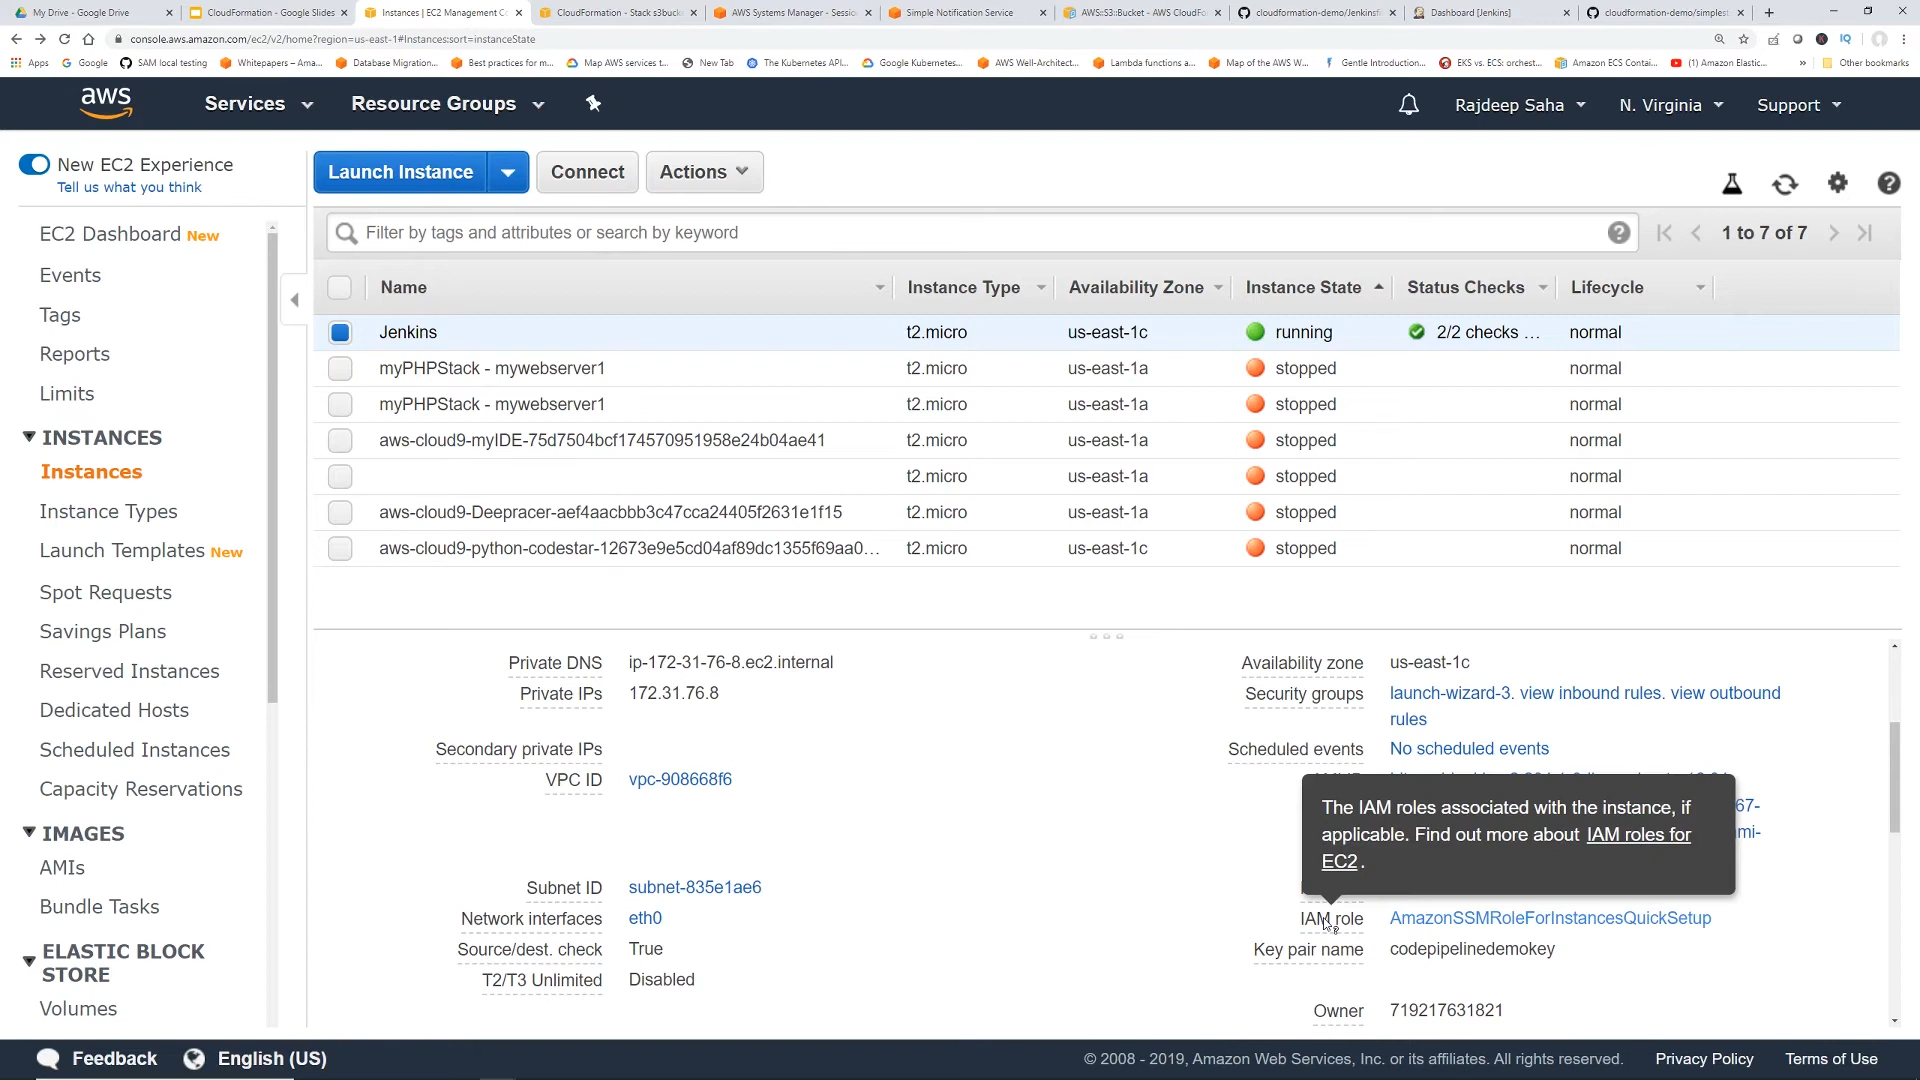 My Drive - Google Drive
CloudFormation - Google Slides
Instances | EC2 Management Co
CloudFormation - Stack s3bucke
AWS Systems Manager - Sessio
Simple Notification Service
AWS::S3::Bucket - AWS CloudFo
cloudformation-demo/Jenkinsfi
Dashboard [Jenkins]
cloudformation-demo/simplest
console.aws.amazon.com/ec2/v2/home?region=us-east-1#Instances:sort=instanceState
Apps
Google
SAM local testing
Whitepapers – Ama...
Database Migration...
Best practices for m...
Map AWS services t...
New Tab
The Kubernetes API...
Google Kubernetes...
AWS Well-Architect...
Lambda functions a...
Map of the AWS W...
Gentle Introduction...
EKS vs. ECS: orchest...
Amazon ECS Contai...
(1) Amazon Elastic...
Other bookmarks
aws
Services
Resource Groups
Rajdeep Saha
N. Virginia
Support
New EC2 Experience
Tell us what you think
EC2 Dashboard New
Events
Tags
Reports
Limits
INSTANCES
Instances
Instance Types
Launch Templates New
Spot Requests
Savings Plans
Reserved Instances
Dedicated Hosts
Scheduled Instances
Capacity Reservations
IMAGES
AMIs
Bundle Tasks
ELASTIC BLOCK
STORE
Volumes
Launch Instance
Connect
Actions
Filter by tags and attributes or search by keyword
1 to 7 of 7
Name Instance Type Availability Zone Instance State Status Checks Lifecycle
Jenkins t2.micro us-east-1c running 2/2 checks ... normal
myPHPStack - mywebserver1 t2.micro us-east-1a stopped normal
myPHPStack - mywebserver1 t2.micro us-east-1a stopped normal
aws-cloud9-myIDE-75d7504bcf174570951958e24b04ae41 t2.micro us-east-1a stopped normal
t2.micro us-east-1a stopped normal
aws-cloud9-Deepracer-aef4aacbbb3c47cca24405f2631e1f15 t2.micro us-east-1a stopped normal
aws-cloud9-python-codestar-12673e9e5cd04af89dc1355f69aa0... t2.micro us-east-1c stopped normal
Private DNS ip-172-31-76-8.ec2.internal
Private IPs 172.31.76.8
Secondary private IPs
VPC ID vpc-908668f6
Subnet ID subnet-835e1ae6
Network interfaces eth0
Source/dest. check True
T2/T3 Unlimited Disabled
Availability zone us-east-1c
Security groups launch-wizard-3. view inbound rules. view outbound
rules
Scheduled events No scheduled events
67-
mi-
The IAM roles associated with the instance, if
applicable. Find out more about IAM roles for
EC2.
IAM role AmazonSSMRoleForInstancesQuickSetup
Key pair name codepipelinedemokey
Owner 719217631821
Feedback
English (US)
© 2008 - 2019, Amazon Web Services, Inc. or its affiliates. All rights reserved.
Privacy Policy
Terms of Use